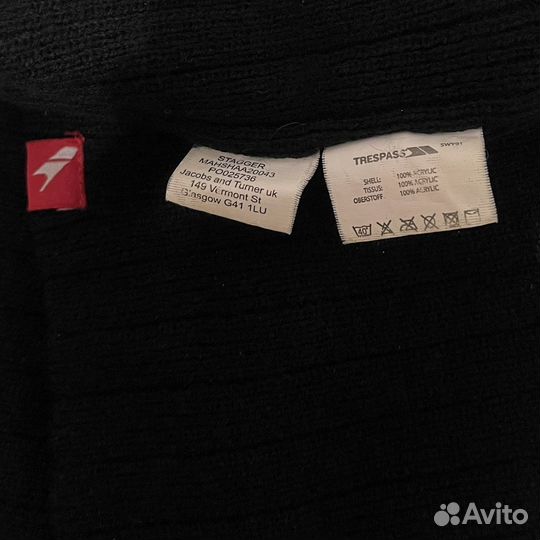 STAGGER
MAHSHAA20043
PO025736
Jacobs and Turner uk
149 Vermont St
Glasgow G41 1LU
TRESPASS
SHELL: 100% ACRYLIC
TISSUS: 100% ACRYLIC
OBERSTOFF: 100% ACRYLIC
40°
Avito